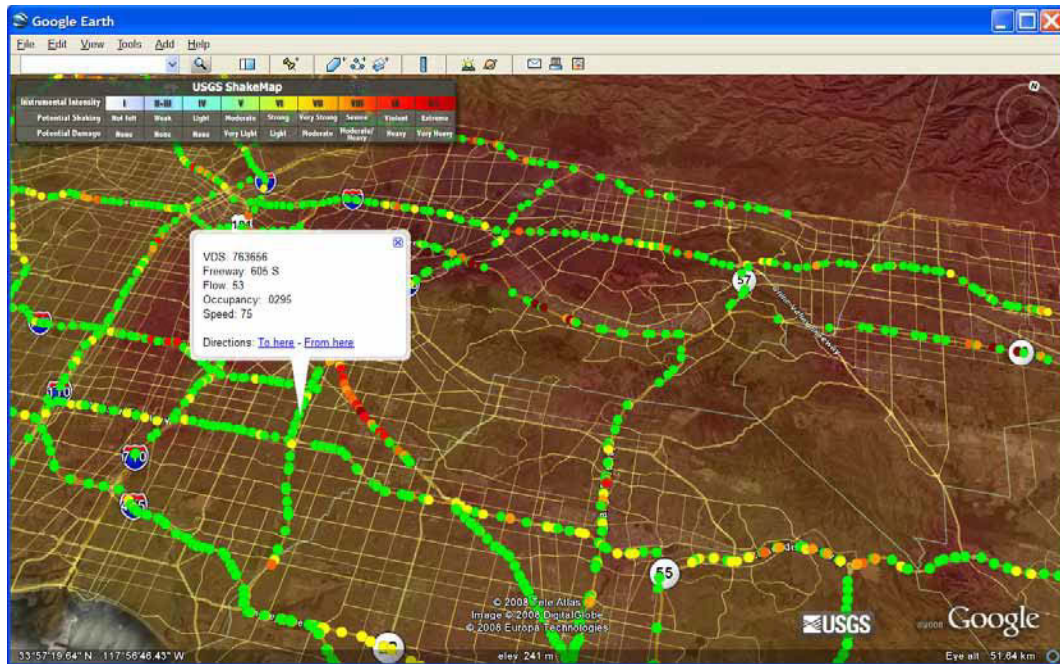 Google Earth
File Edit View Tools Add Help
USGS ShakeMap
Instrumental Intensity I II-III IV V VI VII VIII IX
Potential Shaking Not felt Weak Light Moderate Strong Very Strong Severe Violent Extreme
Potential Damage None None None Very Light Light Moderate Moderate/Heavy Heavy Very Heavy
N
101
VDS: 763656
Freeway: 605 S
Flow: 53
Occupancy: .0295
Speed: 75
Directions: To here - From here
57
110
710
55
© 2008 Tele Atlas
Image © 2008 DigitalGlobe
© 2008 Europa Technologies
USGS
©2008 Google
33°57'19.64" N 117°56'46.43" W elev 241 m Eye alt 51.64 km